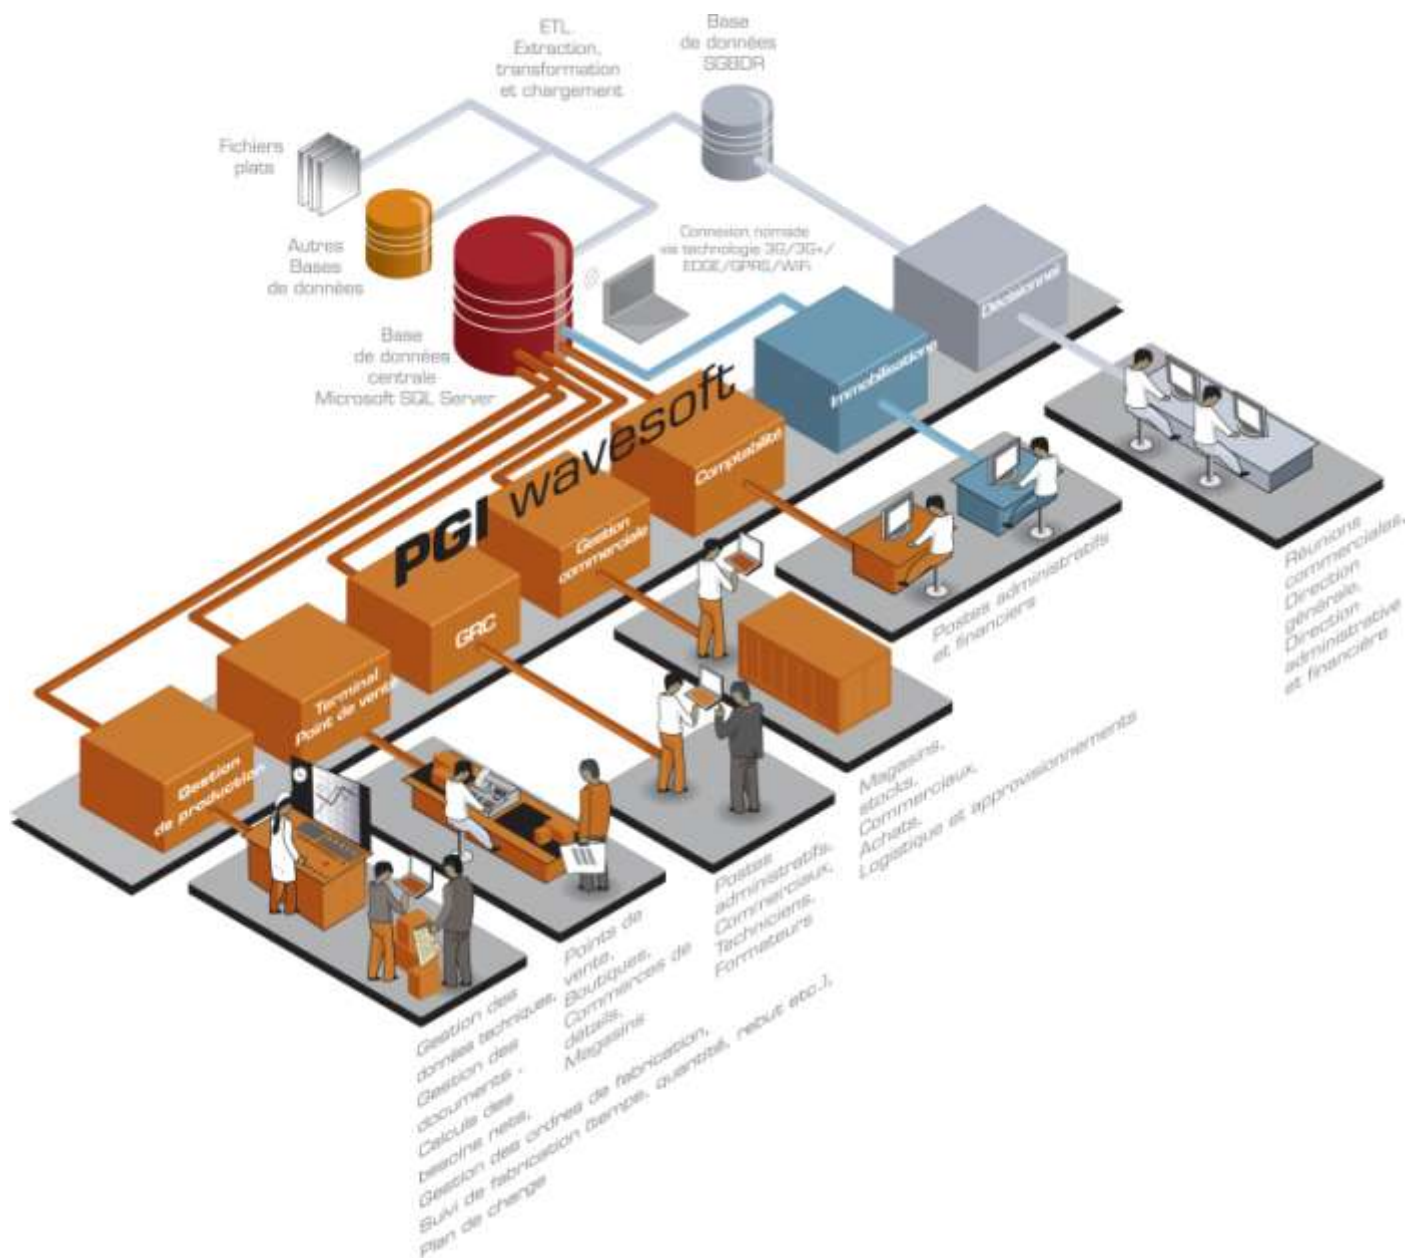 ETL
Extraction,
transformation
et chargement
Base
de données
SGBDR
Fichiers
plats
Autres
Bases
de données
Connexion nomade
via technologie 3G/3G+/
EDGE/GPRS/WiFi
Base
de données
centrale
Microsoft SQL Server
Décisionnel
Immobilisations
PGI wavesoft
Comptabilité
Gestion
commerciale
GRC
Terminal
Point de vente
Gestion
de production
Réunions
commerciales,
Direction
générale,
Direction
administrative
et financière
Postes administratifs
et financiers
Magasins,
stocks,
Commerciaux,
Achats,
Logistique et approvisionnements
Postes
administratifs,
Commerciaux,
Techniciens,
Formateurs
Points de
vente,
Boutiques,
Commerces de
détails,
Magasins
Gestion des
données techniques,
Gestion des
documents ,
Calculs des
besoins nets,
Gestion des ordres de fabrication,
Suivi de fabrication (temps, quantité, rebut etc.),
Plan de charge